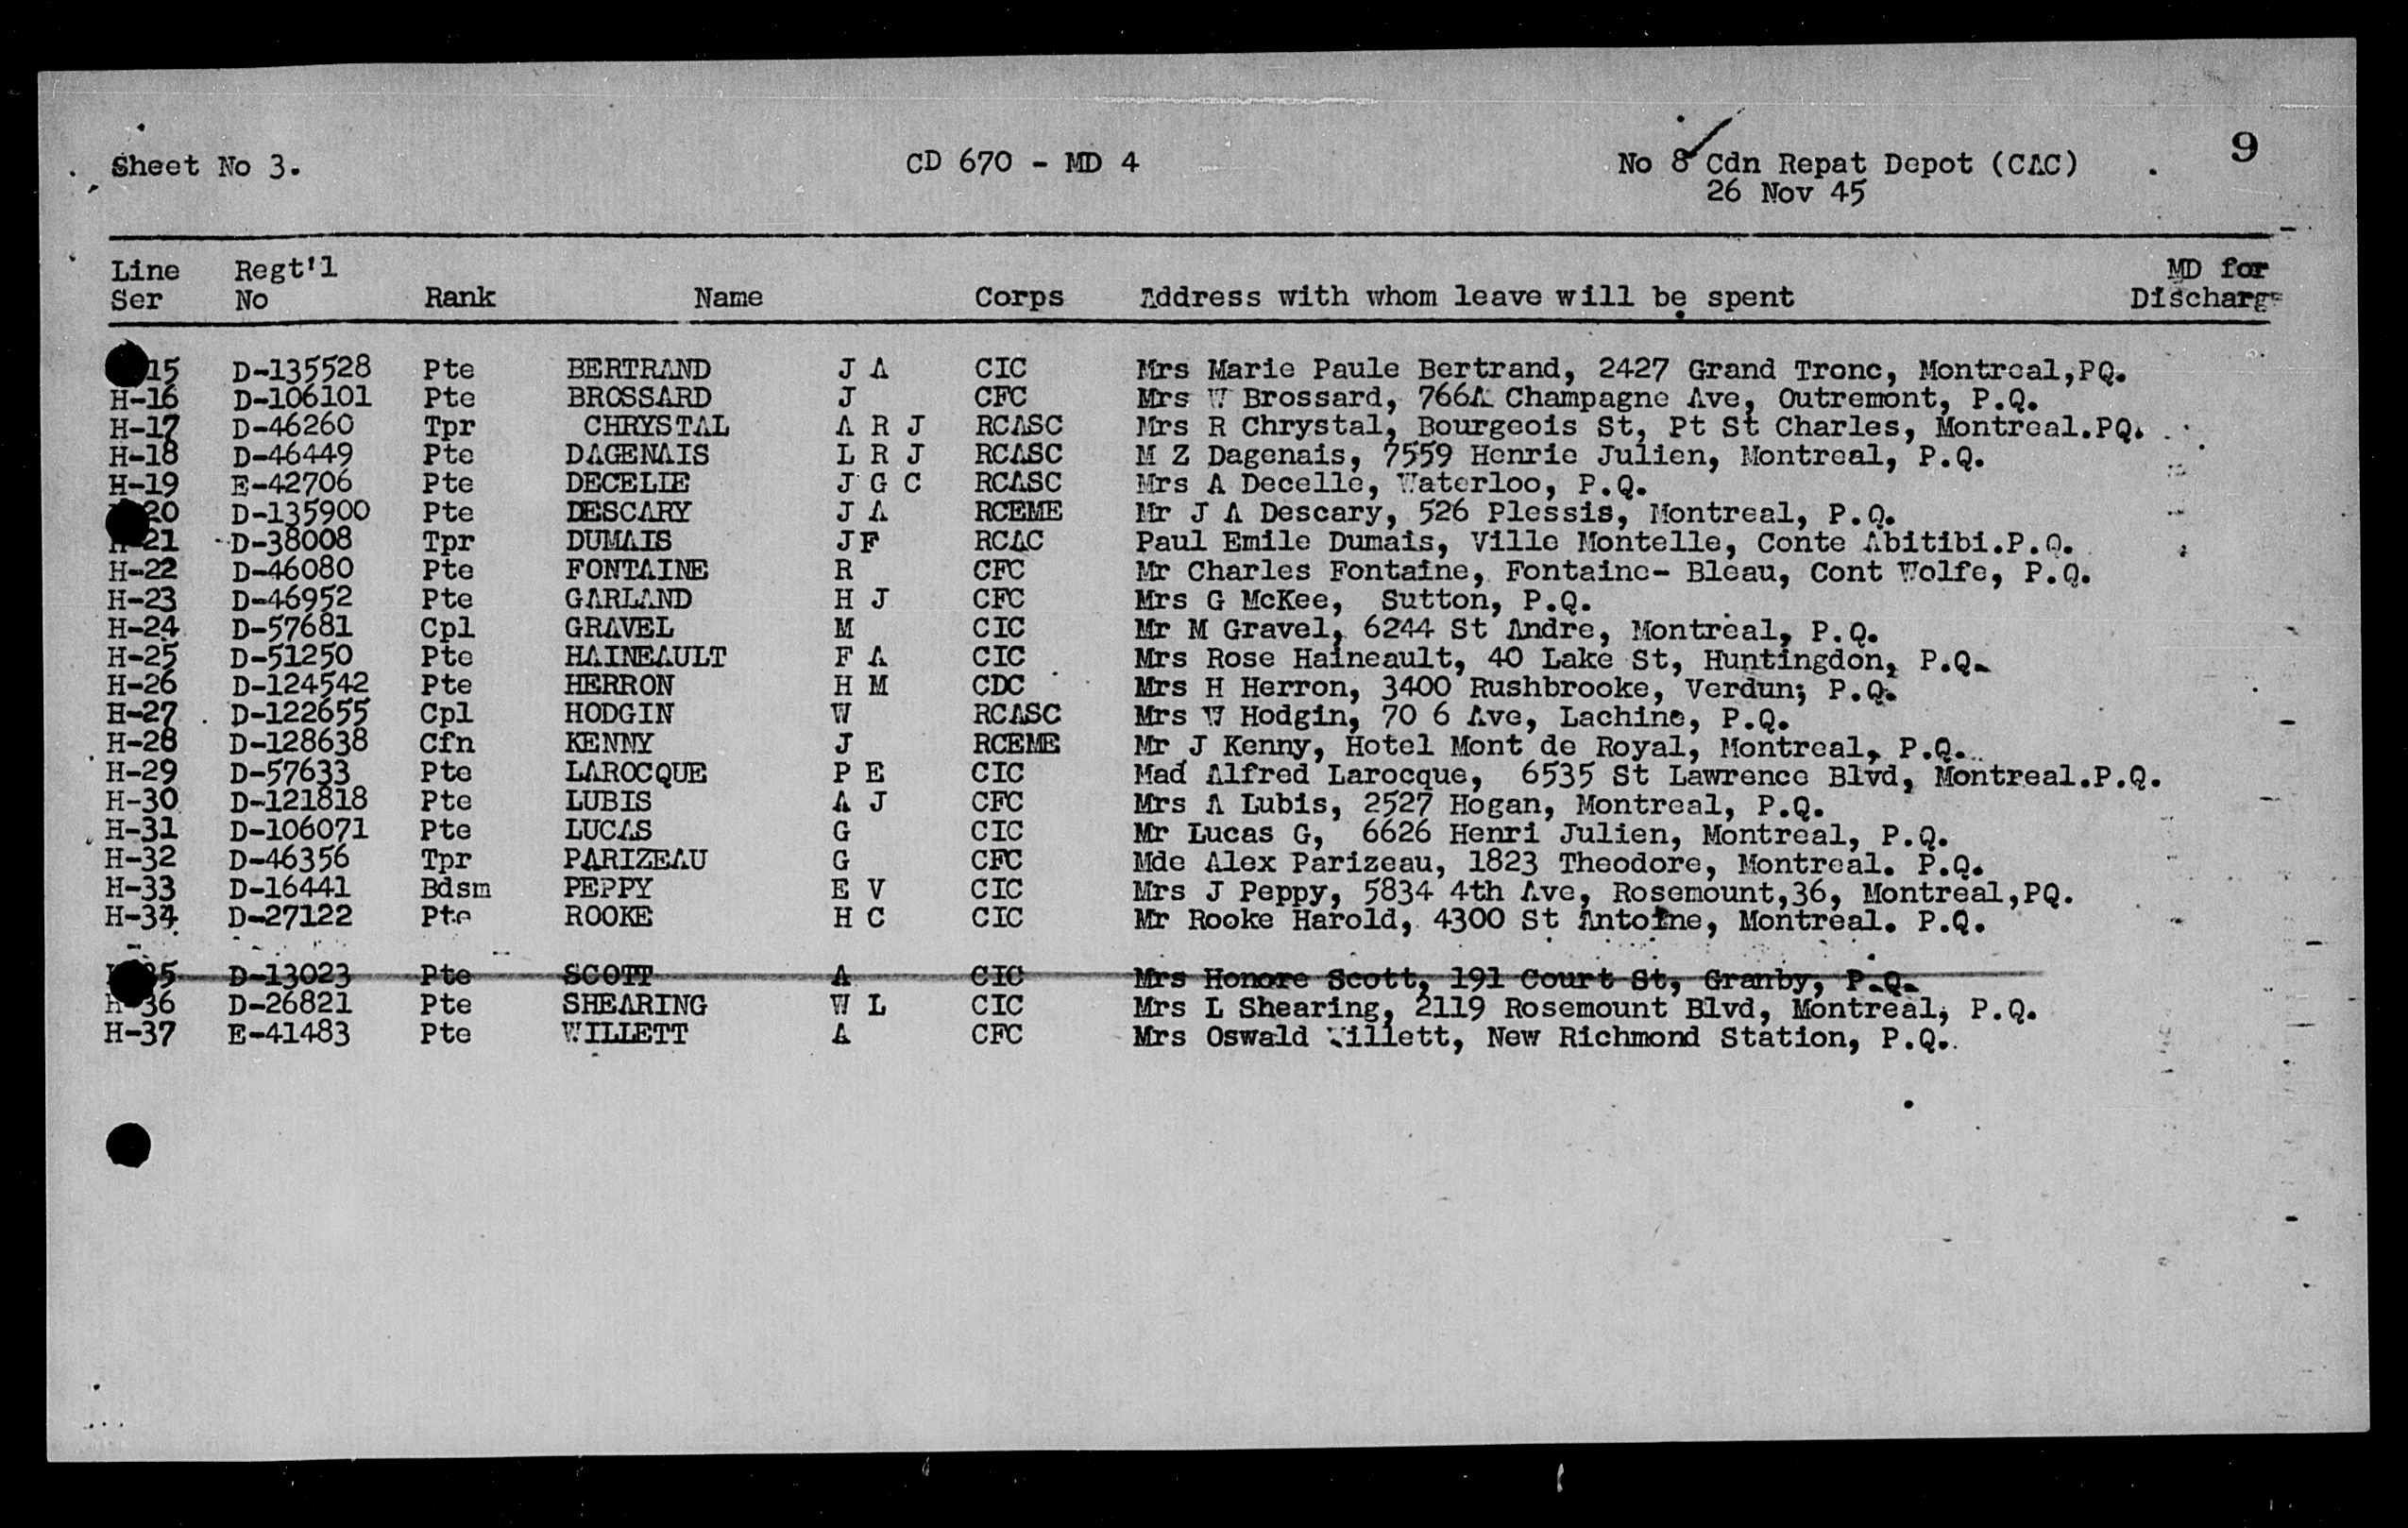 9
Sheet No 3. CD 670 - MD 4 No 8 Cdn Repat Depot (CAC)
26 Nov 45
Line Regt'l MD for
Ser No Rank Name Corps Address with whom leave will be spent Discharge
15 D-135528 Pte BERTRAND J A CIC Mrs Marie Paule Bertrand, 2427 Grand Tronc, Montreal,PQ.
H-16 D-106101 Pte BROSSARD J CFC Mrs W Brossard, 766A Champagne Ave, Outremont, P.Q.
H-17 D-46260 Tpr CHRYSTAL A R J RCASC Mrs R Chrystal, Bourgeois St, Pt St Charles, Montreal.PQ.
H-18 D-46449 Pte DAGENAIS L R J RCASC M Z Dagenais, 7559 Henrie Julien, Montreal, P.Q.
H-19 E-42706 Pte DECELIE J G C RCASC Mrs A Decelle, Waterloo, P.Q.
20 D-135900 Pte DESCARY J A RCEME Mr J A Descary, 526 Plessis, Montreal, P.Q.
H-21 D-38008 Tpr DUMAIS J F RCAC Paul Emile Dumais, Ville Montelle, Conte Abitibi.P.Q.
H-22 D-46080 Pte FONTAINE R CFC Mr Charles Fontaine, Fontaine- Bleau, Cont Wolfe, P.Q.
H-23 D-46952 Pte GARLAND H J CFC Mrs G McKee, Sutton, P.Q.
H-24 D-57681 Cpl GRAVEL M CIC Mr M Gravel, 6244 St Andre, Montreal, P.Q.
H-25 D-51250 Pte HAINEAULT F A CIC Mrs Rose Haineault, 40 Lake St, Huntingdon, P.Q.
H-26 D-124542 Pte HERRON H M CDC Mrs H Herron, 3400 Rushbrooke, Verdun, P.Q.
H-27 D-122655 Cpl HODGIN W RCASC Mrs W Hodgin, 70 6 Ave, Lachine, P.Q.
H-28 D-128638 Cfn KENNY J RCEME Mr J Kenny, Hotel Mont de Royal, Montreal, P.Q.
H-29 D-57633 Pte LAROCQUE P E CIC Mad Alfred Larocque, 6535 St Lawrence Blvd, Montreal.P.Q.
H-30 D-121818 Pte LUBIS A J CFC Mrs A Lubis, 2527 Hogan, Montreal, P.Q.
H-31 D-106071 Pte LUCAS G CIC Mr Lucas G, 6626 Henri Julien, Montreal, P.Q.
H-32 D-46356 Tpr PARIZEAU G CFC Mde Alex Parizeau, 1823 Theodore, Montreal. P.Q.
H-33 D-16441 Bdsm PEPPY E V CIC Mrs J Peppy, 5834 4th Ave, Rosemount,36, Montreal,PQ.
H-34 D-27122 Pte ROOKE H C CIC Mr Rooke Harold, 4300 St Antoine, Montreal. P.Q.
35 D-13023 Pte SCOTT A CIC Mrs Honore Scott, 191 Court St, Granby, P.Q.
H-36 D-26821 Pte SHEARING W L CIC Mrs L Shearing, 2119 Rosemount Blvd, Montreal, P.Q.
H-37 E-41483 Pte WILLETT A CFC Mrs Oswald Willett, New Richmond Station, P.Q.